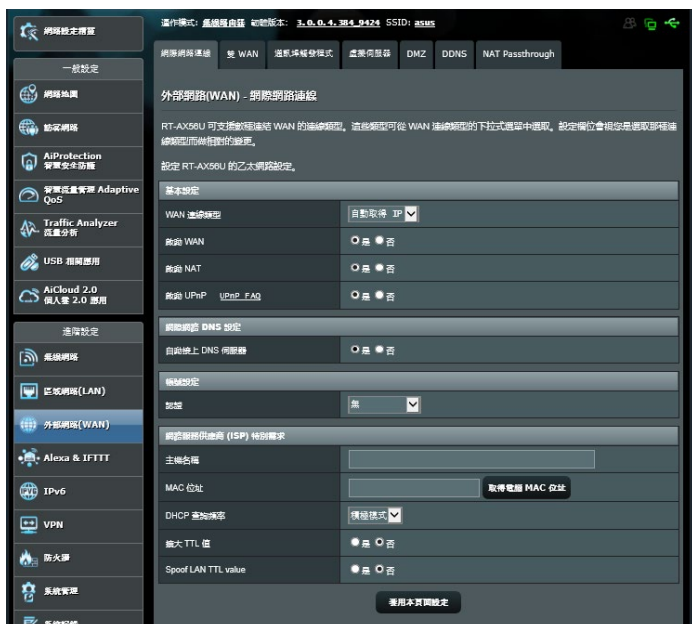 網路設定精靈
操作模式: 無線路由器 韌體版本: 3.0.0.4.384_9424 SSID: asus
網際網路連線 雙 WAN 通訊埠觸發程式 虛擬伺服器 DMZ DDNS NAT Passthrough
一般設定
網路地圖
訪客網路
AiProtection
智慧安全防護
智慧流量管理 Adaptive
QoS
Traffic Analyzer
流量分析
USB 相關應用
AiCloud 2.0
個人雲 2.0 應用
進階設定
無線網路
區域網路(LAN)
外部網路(WAN)
Alexa & IFTTT
IPv6
VPN
防火牆
系統管理
系統記錄
外部網路(WAN) - 網際網路連線
RT-AX56U 可支援數種連結 WAN 的連線類型。這些類型可從 WAN 連線類型的下拉式選單中選取。設定欄位會視您是選取那種連
線類型而做相對的變更。
設定 RT-AX56U 的乙太網路設定。
基本設定
WAN 連線類型 自動取得 IP
啟動 WAN 是 否
啟動 NAT 是 否
啟動 UPnP UPnP FAQ 是 否
網際網路 DNS 設定
自動接上 DNS 伺服器 是 否
帳號設定
認證 無
網路服務供應商 (ISP) 特別需求
主機名稱
MAC 位址 取得電腦 MAC 位址
DHCP 查詢頻率 積極模式
擴大 TTL 值 是 否
Spoof LAN TTL value 是 否
套用本頁面設定